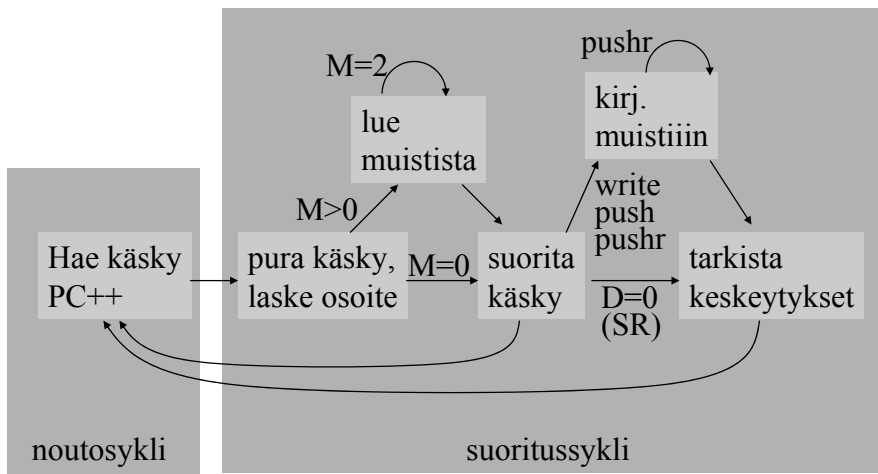 pushr
M=2
kirj.
muistiiin
lue
muistista
M>0
write
push
pushr
Hae käsky
PC++
pura käsky,
laske osoite
M=0
suorita
käsky
D=0
(SR)
tarkista
keskeytykset
noutosykli
suoritussykli